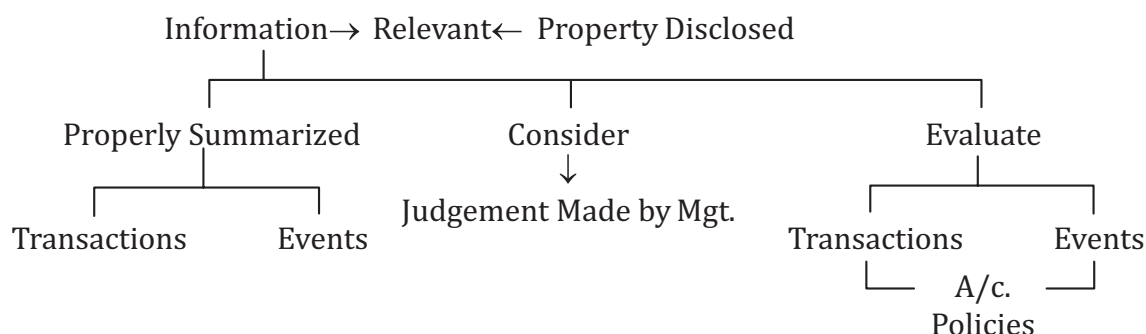 Information→ Relevant← Property Disclosed
Properly Summarized Consider Evaluate
↓
Judgement Made by Mgt.
Transactions Events Transactions Events
A/c.
Policies